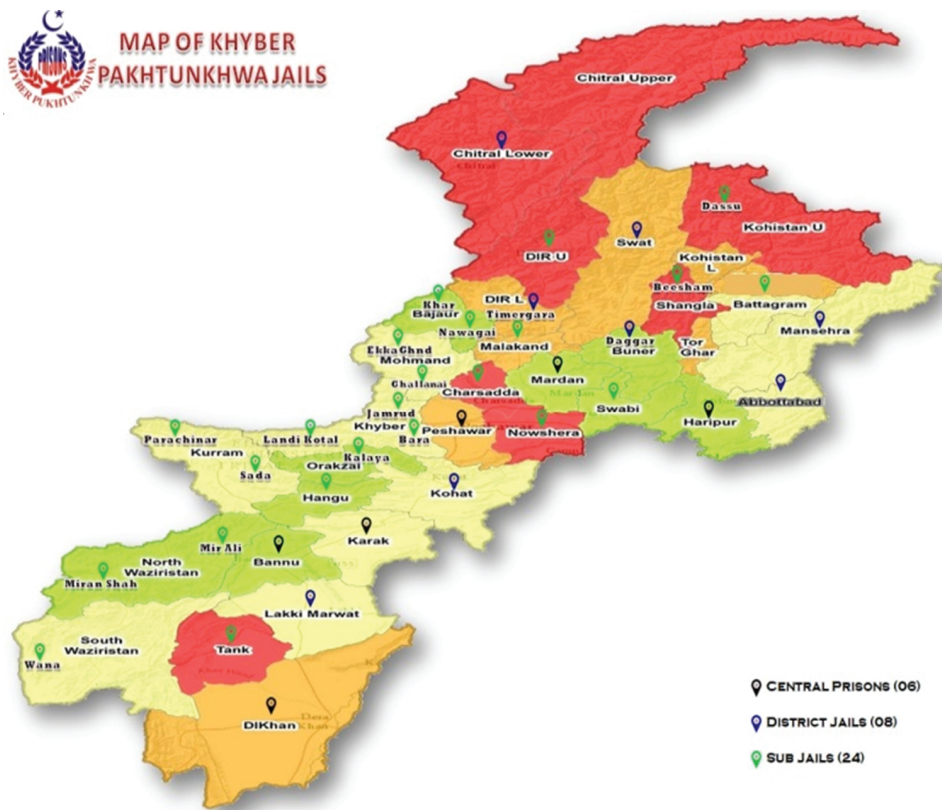 MAP OF KHYBER
PAKHTUNKHWA JAILS
PRISONS
KHYBER PUKHTUNKHWA
Chitral Upper
Chitral Lower
Chitral
Dassu
Kohistan U
Swat
DIR U
Kohistan
L
Beesham
Shangla
Battagram
Khar
Bajaur
DIR L
Timergara
Nawagai
Malakand
Daggar
Buner
Tor
Ghar
Mansehra
EkkaGhnd
Mohmand
Ghallanai
Charsadda
Mardan
Swabi
Abbottabad
Jamrud
Khyber
Bara
Peshawar
Nowshera
Haripur
Parachinar
Kurram
Landi Kotal
Kalaya
Sada
Orakzai
Hangu
Kohat
Karak
Mir Ali
North
Waziristan
Bannu
Miran Shah
Lakki Marwat
South
Waziristan
Wana
Tank
DIKhan
CENTRAL PRISONS (06)
DISTRICT JAILS (08)
SUB JAILS (24)